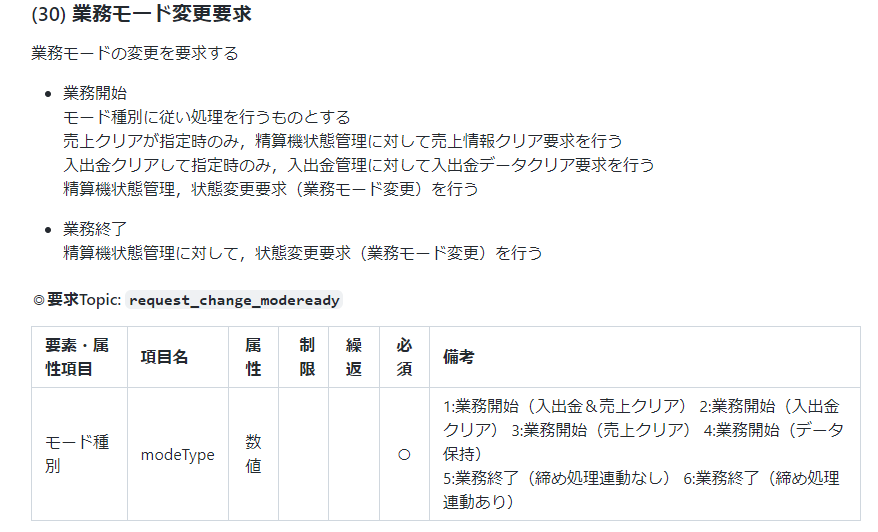 (30) 業務モード変更要求
業務モードの変更を要求する
• 業務開始
モード種別に従い処理を行うものとする
売上クリアが指定時のみ，精算機状態管理に対して売上情報クリア要求を行う
入出金クリアして指定時のみ，入出金管理に対して入出金データクリア要求を行う
精算機状態管理，状態変更要求（業務モード変更）を行う
• 業務終了
精算機状態管理に対して，状態変更要求（業務モード変更）を行う
◎要求Topic: request_change_modeready
要素・属性項目 項目名 属性 制限 繰返 必須 備考
モード種別 modeType 数値 ○
1:業務開始（入出金＆売上クリア） 2:業務開始（入出金
クリア） 3:業務開始（売上クリア） 4:業務開始（データ
保持）
5:業務終了（締め処理連動なし） 6:業務終了（締め処理
連動あり）